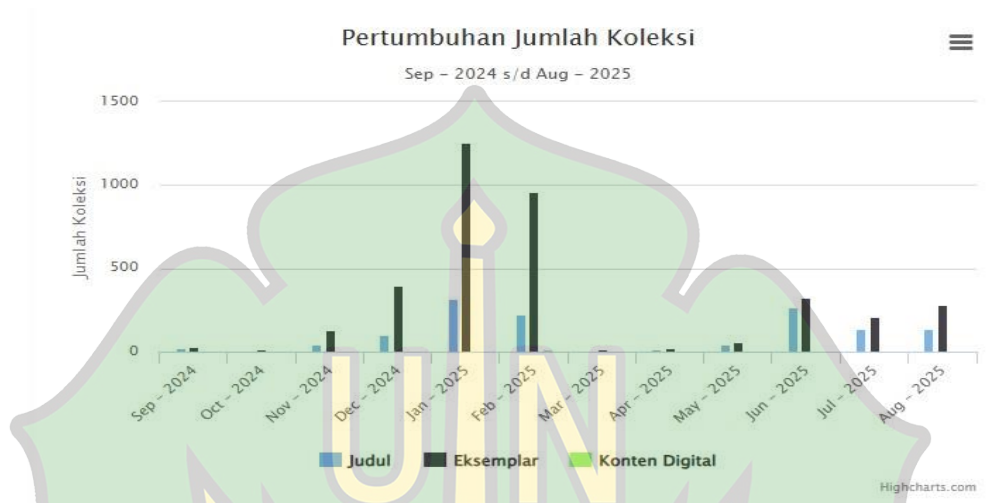 Pertumbuhan Jumlah Koleksi
Sep – 2024 s/d Aug – 2025
Jumlah Koleksi
1500
1000
500
0
Sep – 2024
Oct – 2024
Nov – 2024
Dec – 2024
Jan – 2025
Feb – 2025
Mar – 2025
Apr – 2025
May – 2025
Jun – 2025
Jul – 2025
Aug – 2025
UIN
Judul Eksemplar Konten Digital
Highcharts.com